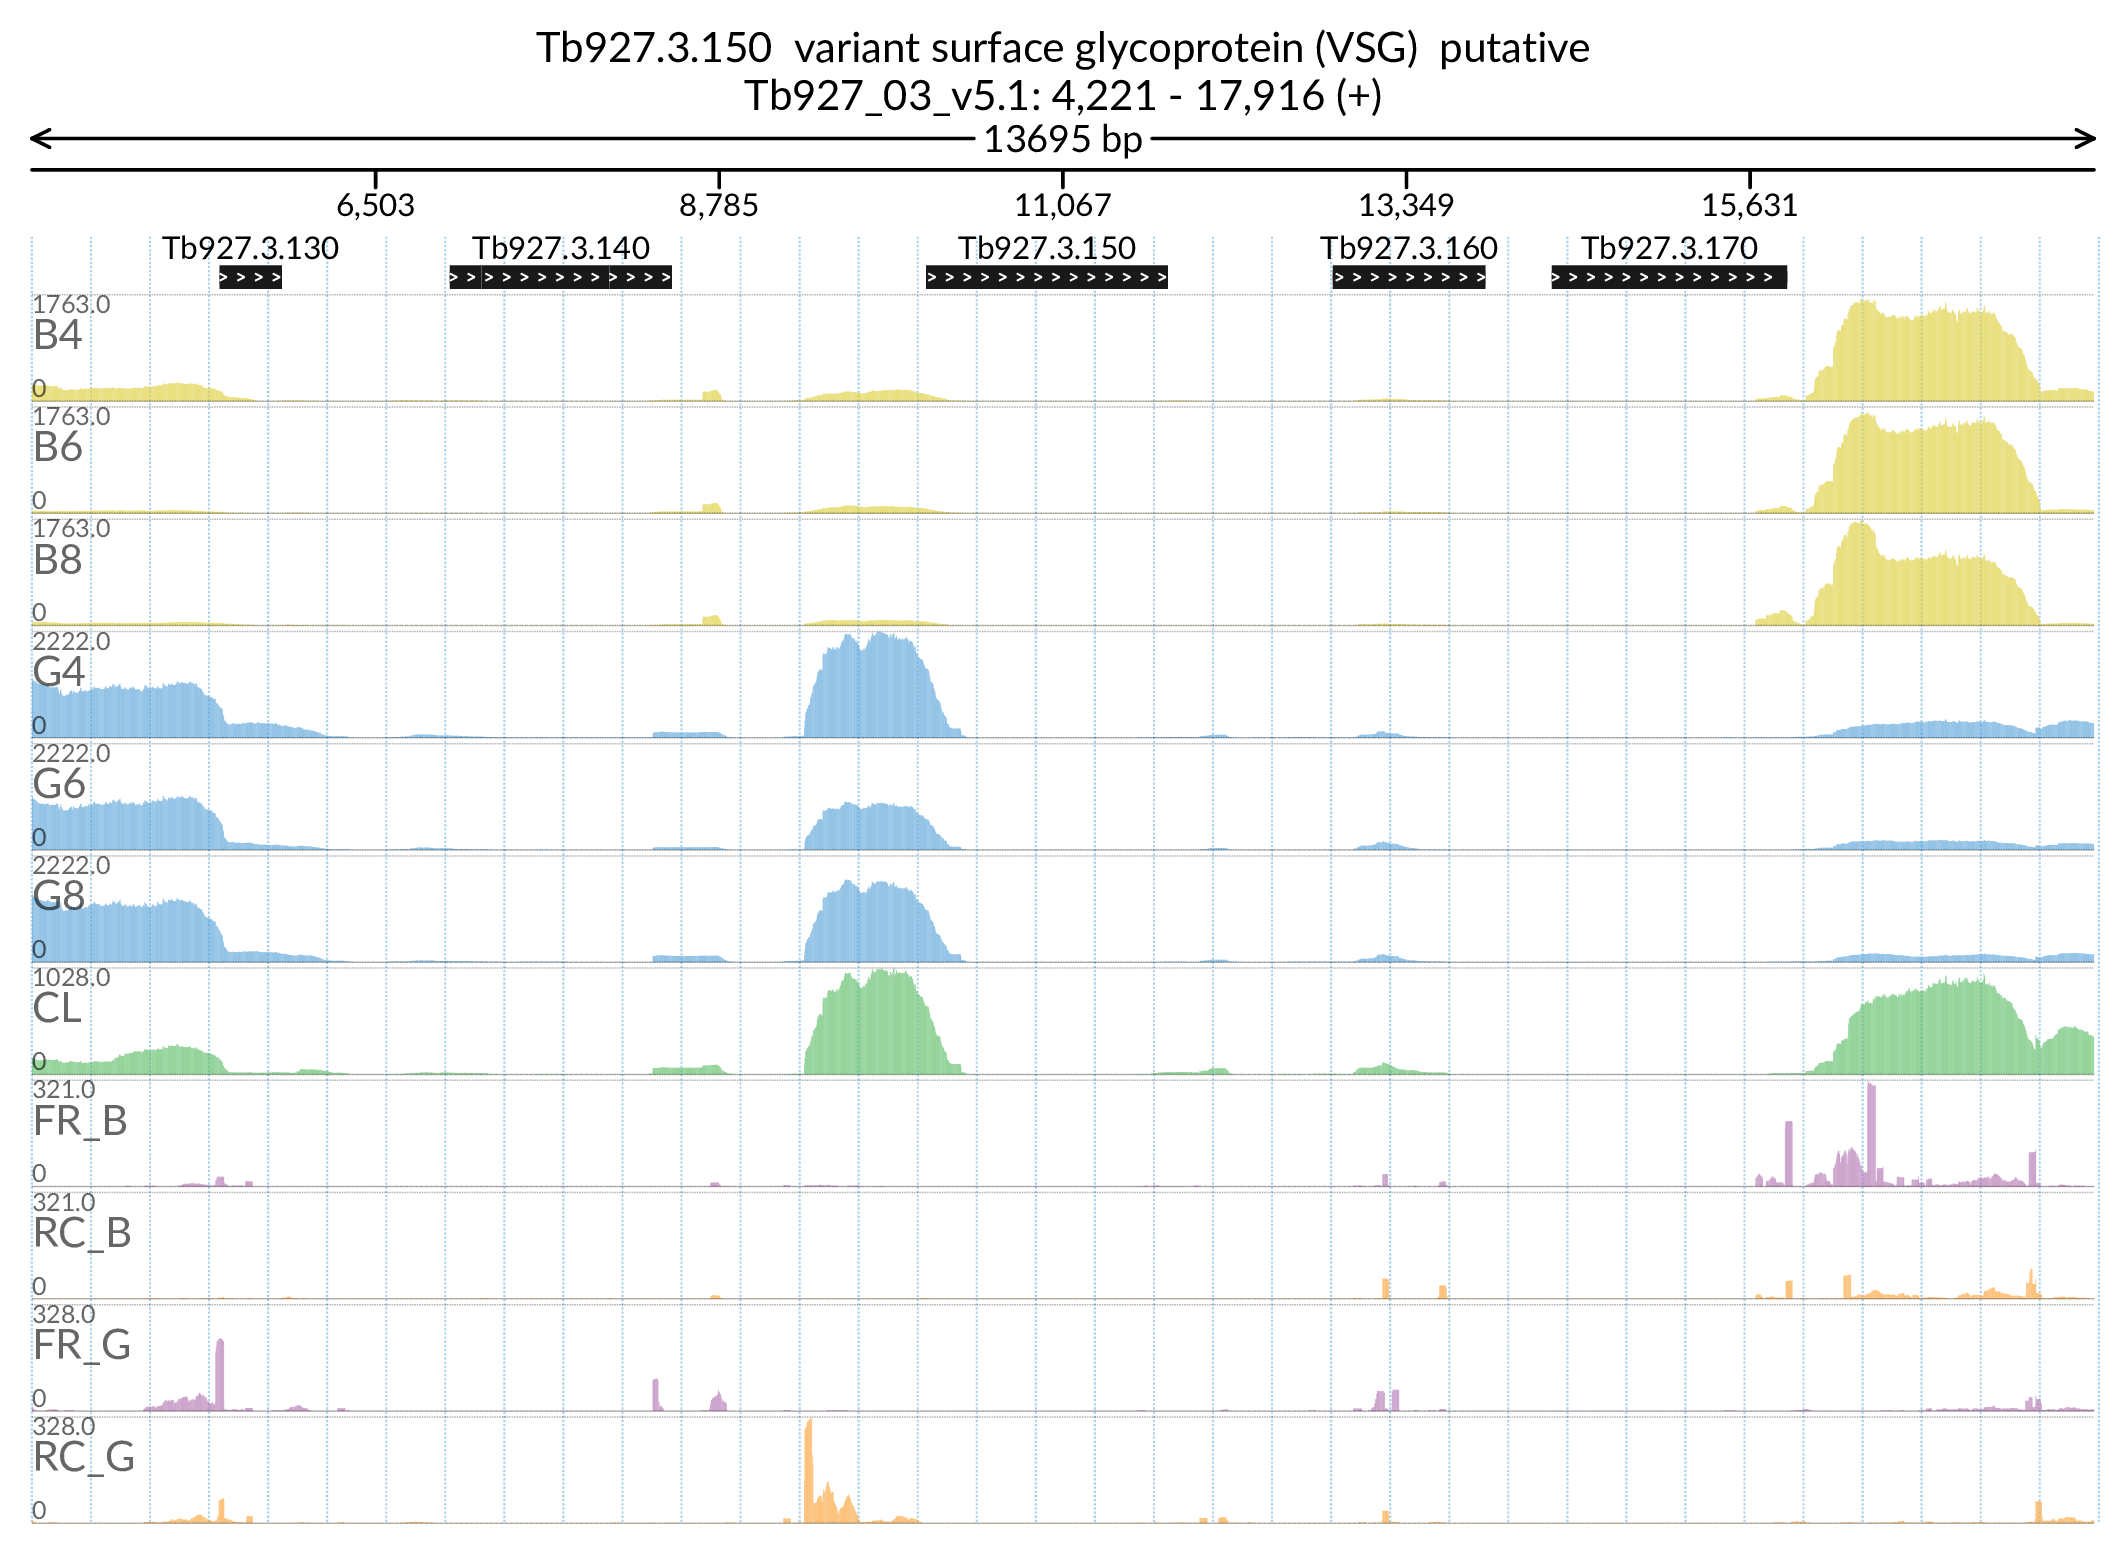 Tb927.3.150  variant surface glycoprotein (VSG)  putative
Tb927_03_v5.1: 4,221 - 17,916 (+)
13695 bp
6,503 8,785 11,067 13,349 15,631
Tb927.3.130 Tb927.3.140 Tb927.3.150 Tb927.3.160 Tb927.3.170
1763.0
B4
0
1763.0
B6
0
1763.0
B8
0
2222.0
G4
0
2222.0
G6
0
2222.0
G8
0
1028.0
CL
0
321.0
FR_B
0
321.0
RC_B
0
328.0
FR_G
0
328.0
RC_G
0